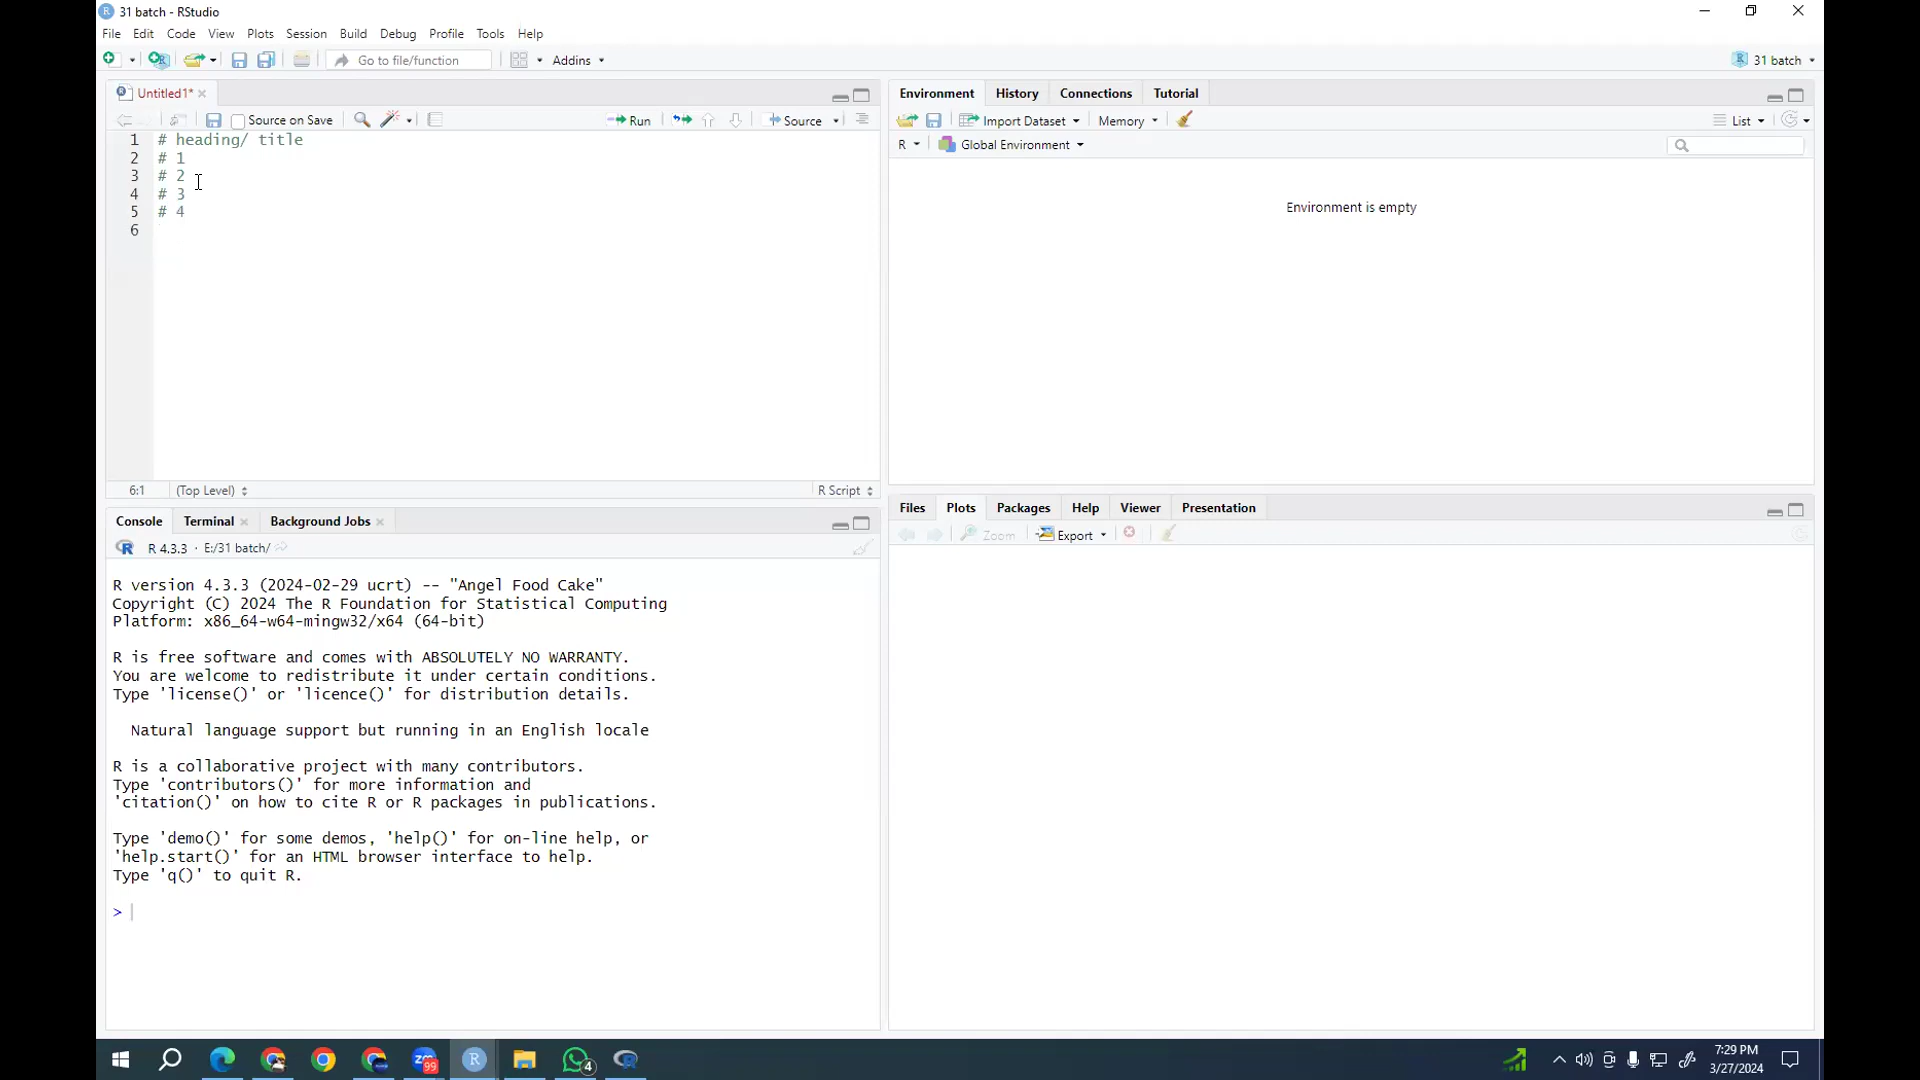 31 batch - RStudio
File Edit Code View Plots Session Build Debug Profile Tools Help
Go to file/function Addins 31 batch
Untitled1*
Source on Save Run Source
1 # heading/ title
2 # 1
3 # 2
4 # 3
5 # 4
6
6:1 (Top Level) R Script
Console Terminal Background Jobs
R 4.3.3 · E:/31 batch/
R version 4.3.3 (2024-02-29 ucrt) -- "Angel Food Cake"
Copyright (C) 2024 The R Foundation for Statistical Computing
Platform: x86_64-w64-mingw32/x64 (64-bit)
R is free software and comes with ABSOLUTELY NO WARRANTY.
You are welcome to redistribute it under certain conditions.
Type 'license()' or 'licence()' for distribution details.
Natural language support but running in an English locale
R is a collaborative project with many contributors.
Type 'contributors()' for more information and
'citation()' on how to cite R or R packages in publications.
Type 'demo()' for some demos, 'help()' for on-line help, or
'help.start()' for an HTML browser interface to help.
Type 'q()' to quit R.
>
Environment History Connections Tutorial
Import Dataset Memory List
R Global Environment
Environment is empty
Files Plots Packages Help Viewer Presentation
Zoom Export
zm 99 R 4
7:29 PM
3/27/2024